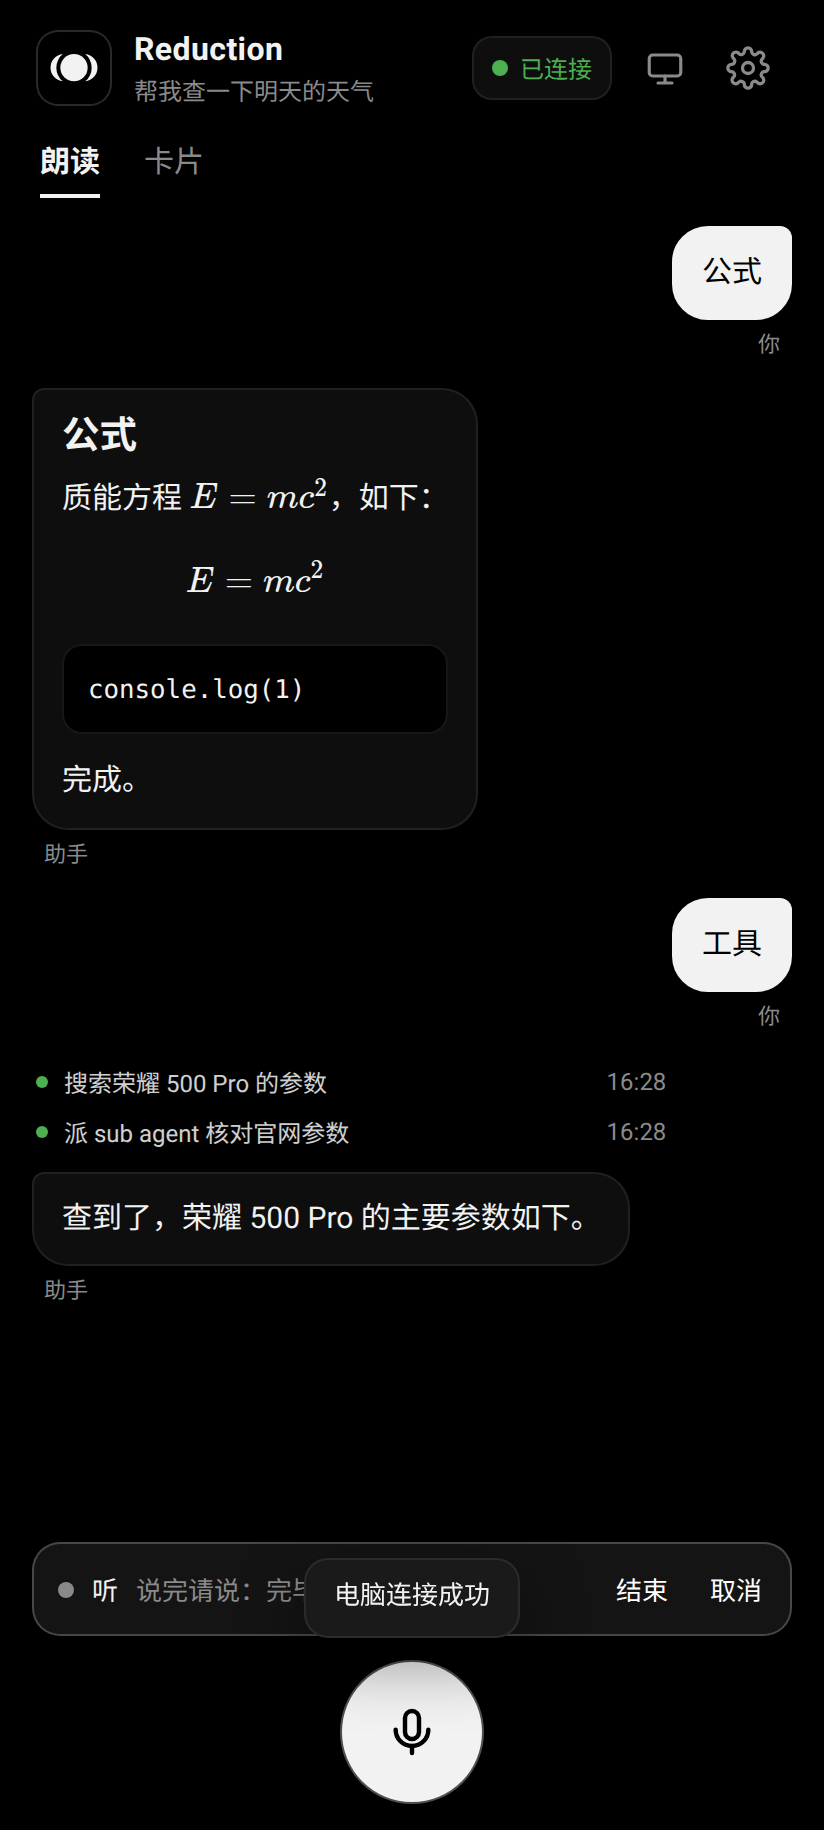 Reduction
帮我查一下明天的天气
已连接
朗读
卡片
公式
你
公式
质能方程 E = mc²，如下：
E = mc²
console.log(1)
完成。
助手
工具
你
搜索荣耀 500 Pro 的参数 16:28
派 sub agent 核对官网参数 16:28
查到了，荣耀 500 Pro 的主要参数如下。
助手
听 说完请说：完 结束 取消
电脑连接成功